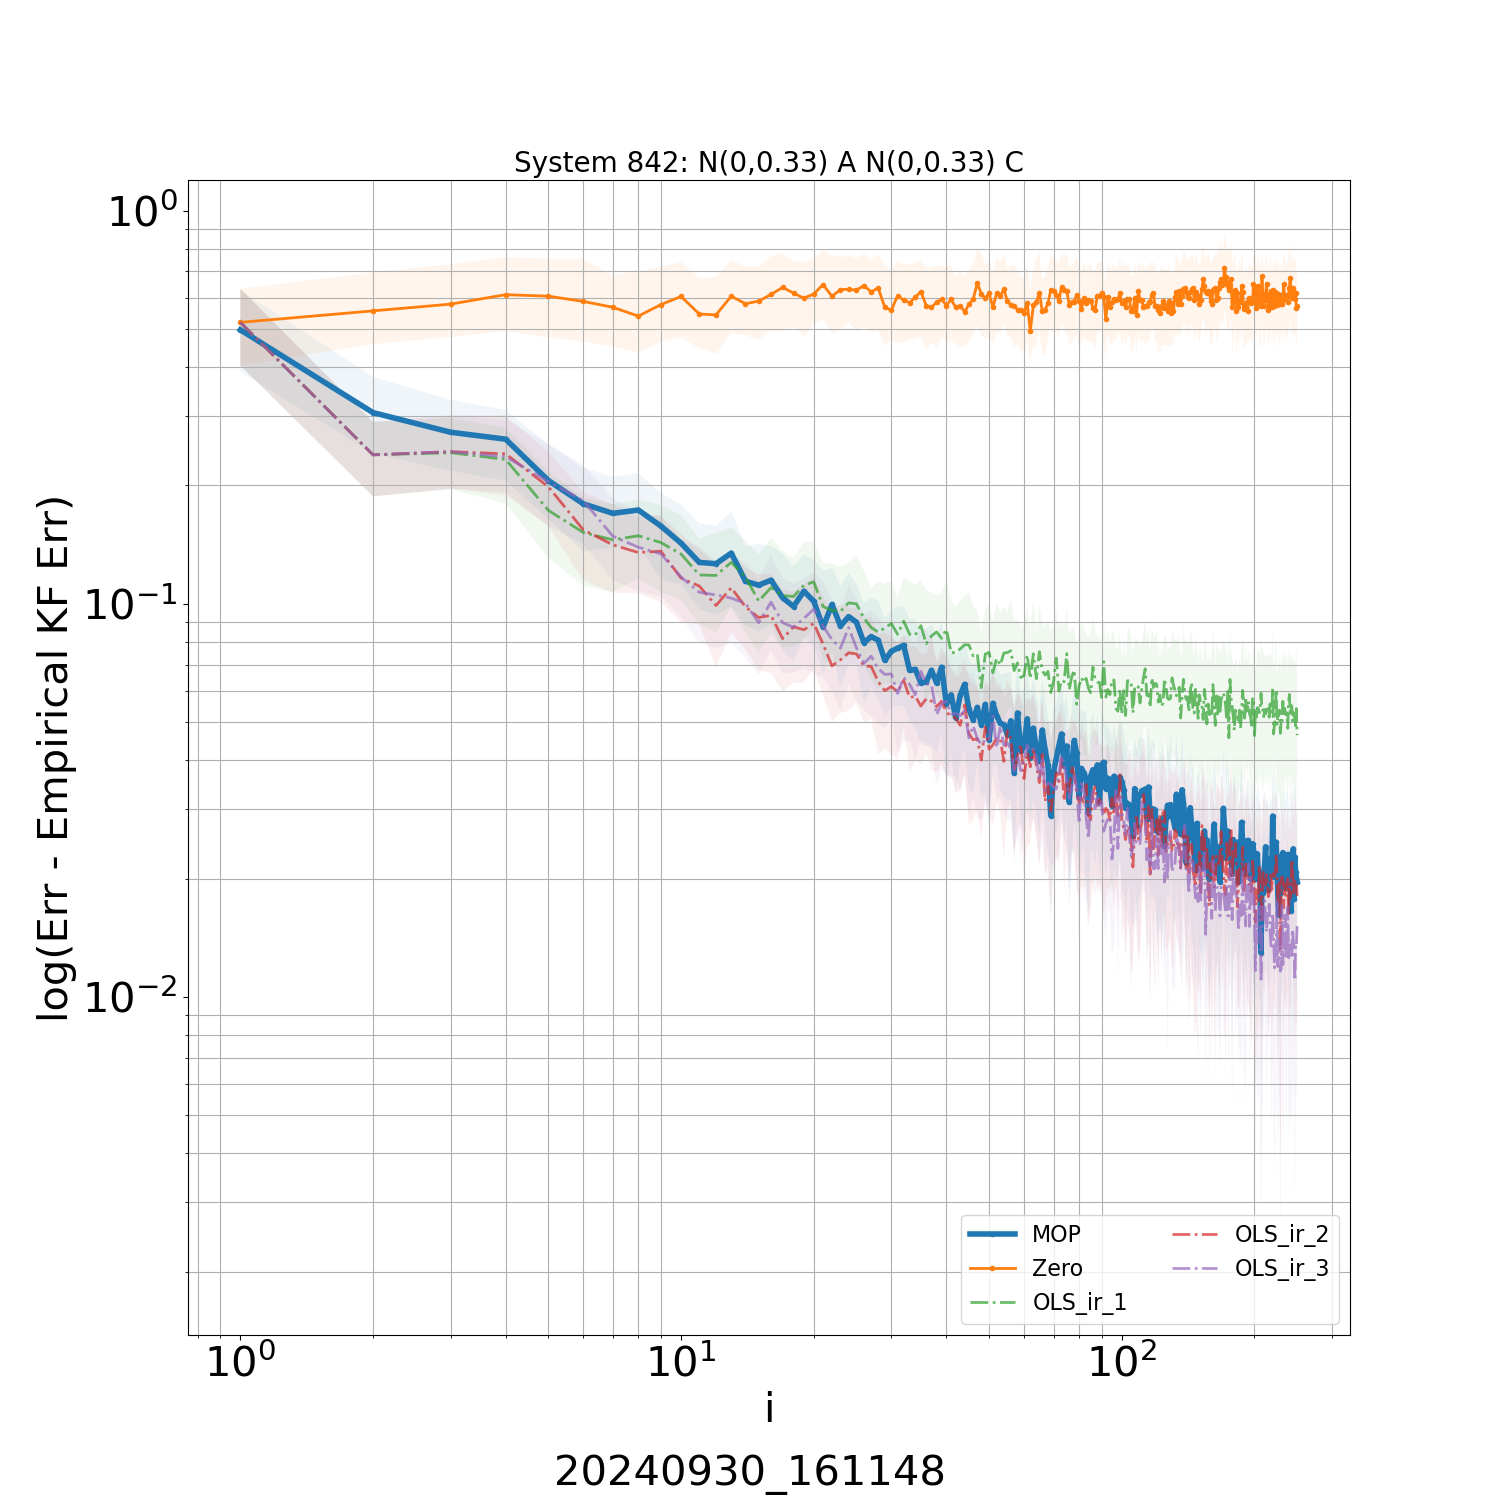 System 842: N(0,0.33) A N(0,0.33) C
log(Err - Empirical KF Err)
10⁰
10⁻¹
10⁻²
MOP
Zero
OLS_ir_1
OLS_ir_2
OLS_ir_3
10⁰ 10¹ 10²
i
20240930_161148